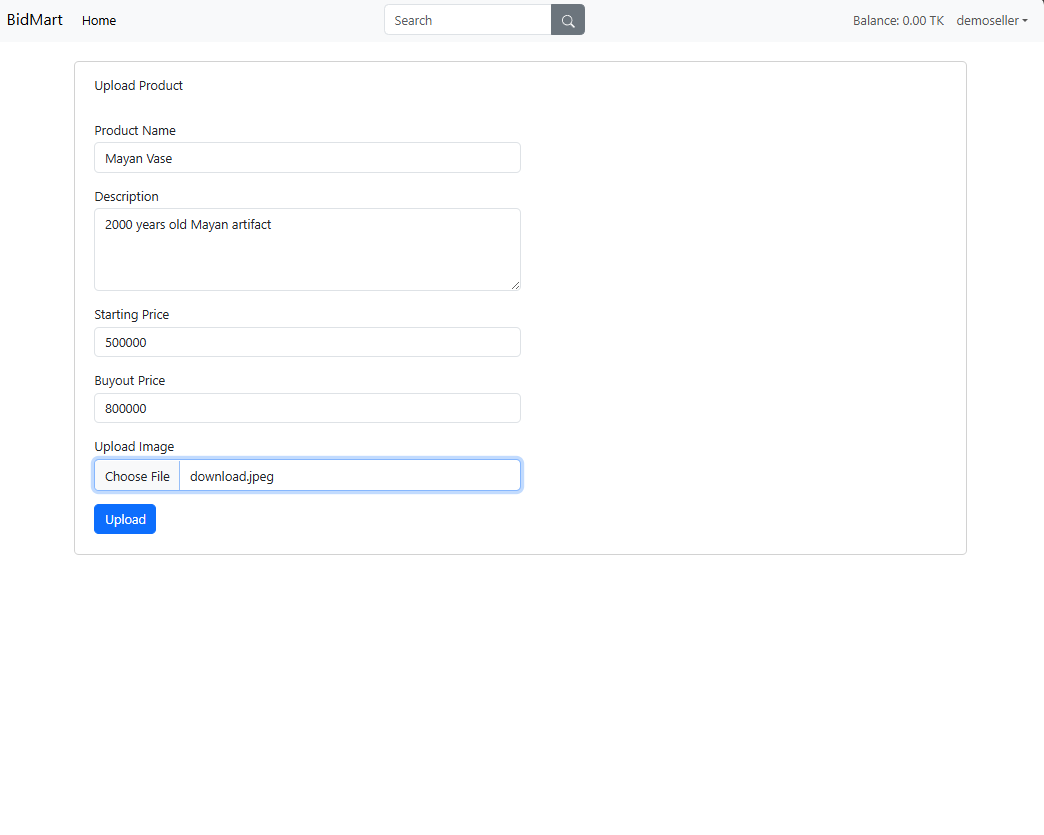 BidMart Home Search Balance: 0.00 TK demoseller
Upload Product
Product Name
Mayan Vase
Description
2000 years old Mayan artifact
Starting Price
500000
Buyout Price
800000
Upload Image
Choose File download.jpeg
Upload